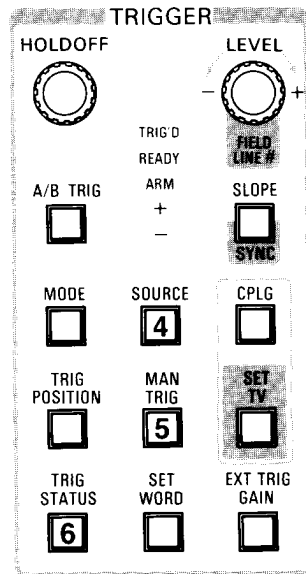 TRIGGER
HOLDOFF LEVEL
− +
TRIG'D FIELD
READY LINE #
A/B TRIG ARM SLOPE
+
− SYNC
MODE SOURCE CPLG
4
TRIG MAN SET
POSITION TRIG TV
5
TRIG SET EXT TRIG
STATUS WORD GAIN
6